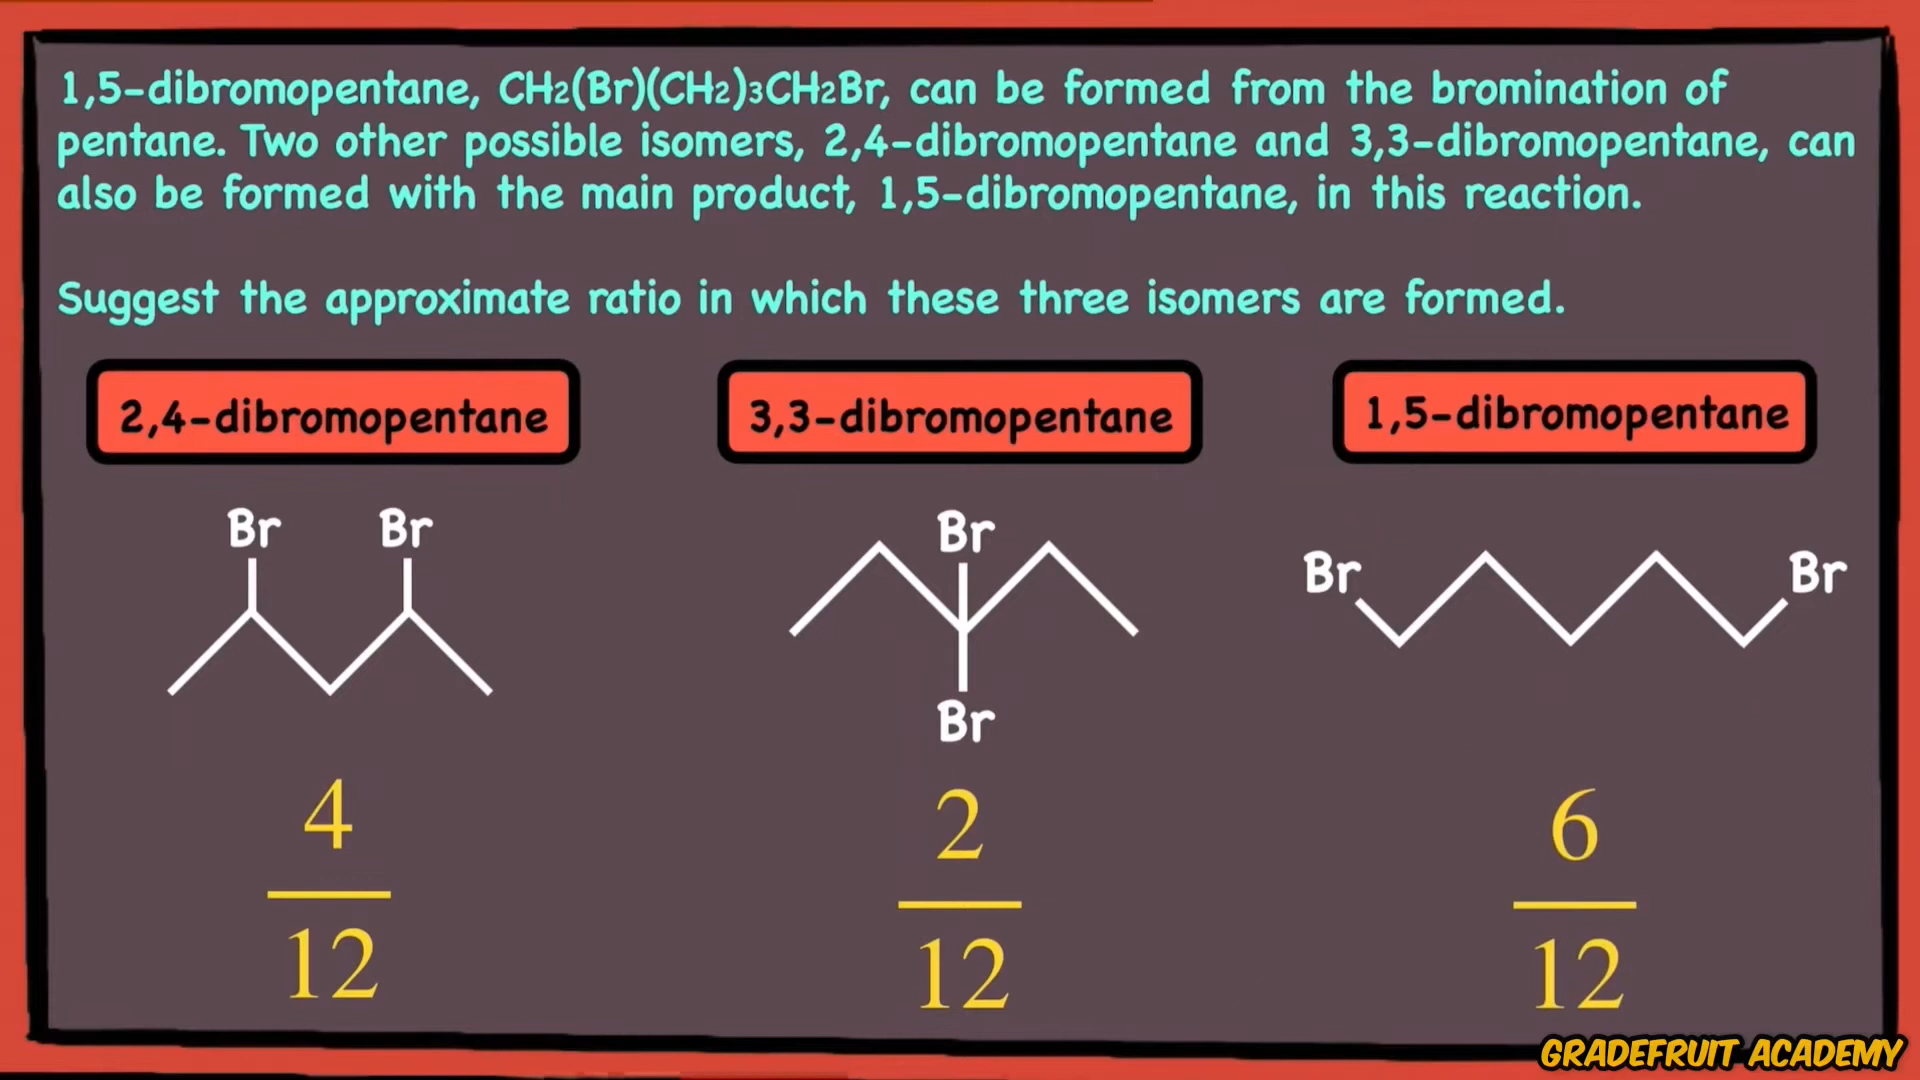 1,5-dibromopentane, CH2(Br)(CH2)3CH2Br, can be formed from the bromination of
pentane. Two other possible isomers, 2,4-dibromopentane and 3,3-dibromopentane, can
also be formed with the main product, 1,5-dibromopentane, in this reaction.
Suggest the approximate ratio in which these three isomers are formed.
2,4-dibromopentane
3,3-dibromopentane
1,5-dibromopentane
Br Br
Br
Br
Br Br
4
12
2
12
6
12
GRADEFRUIT ACADEMY